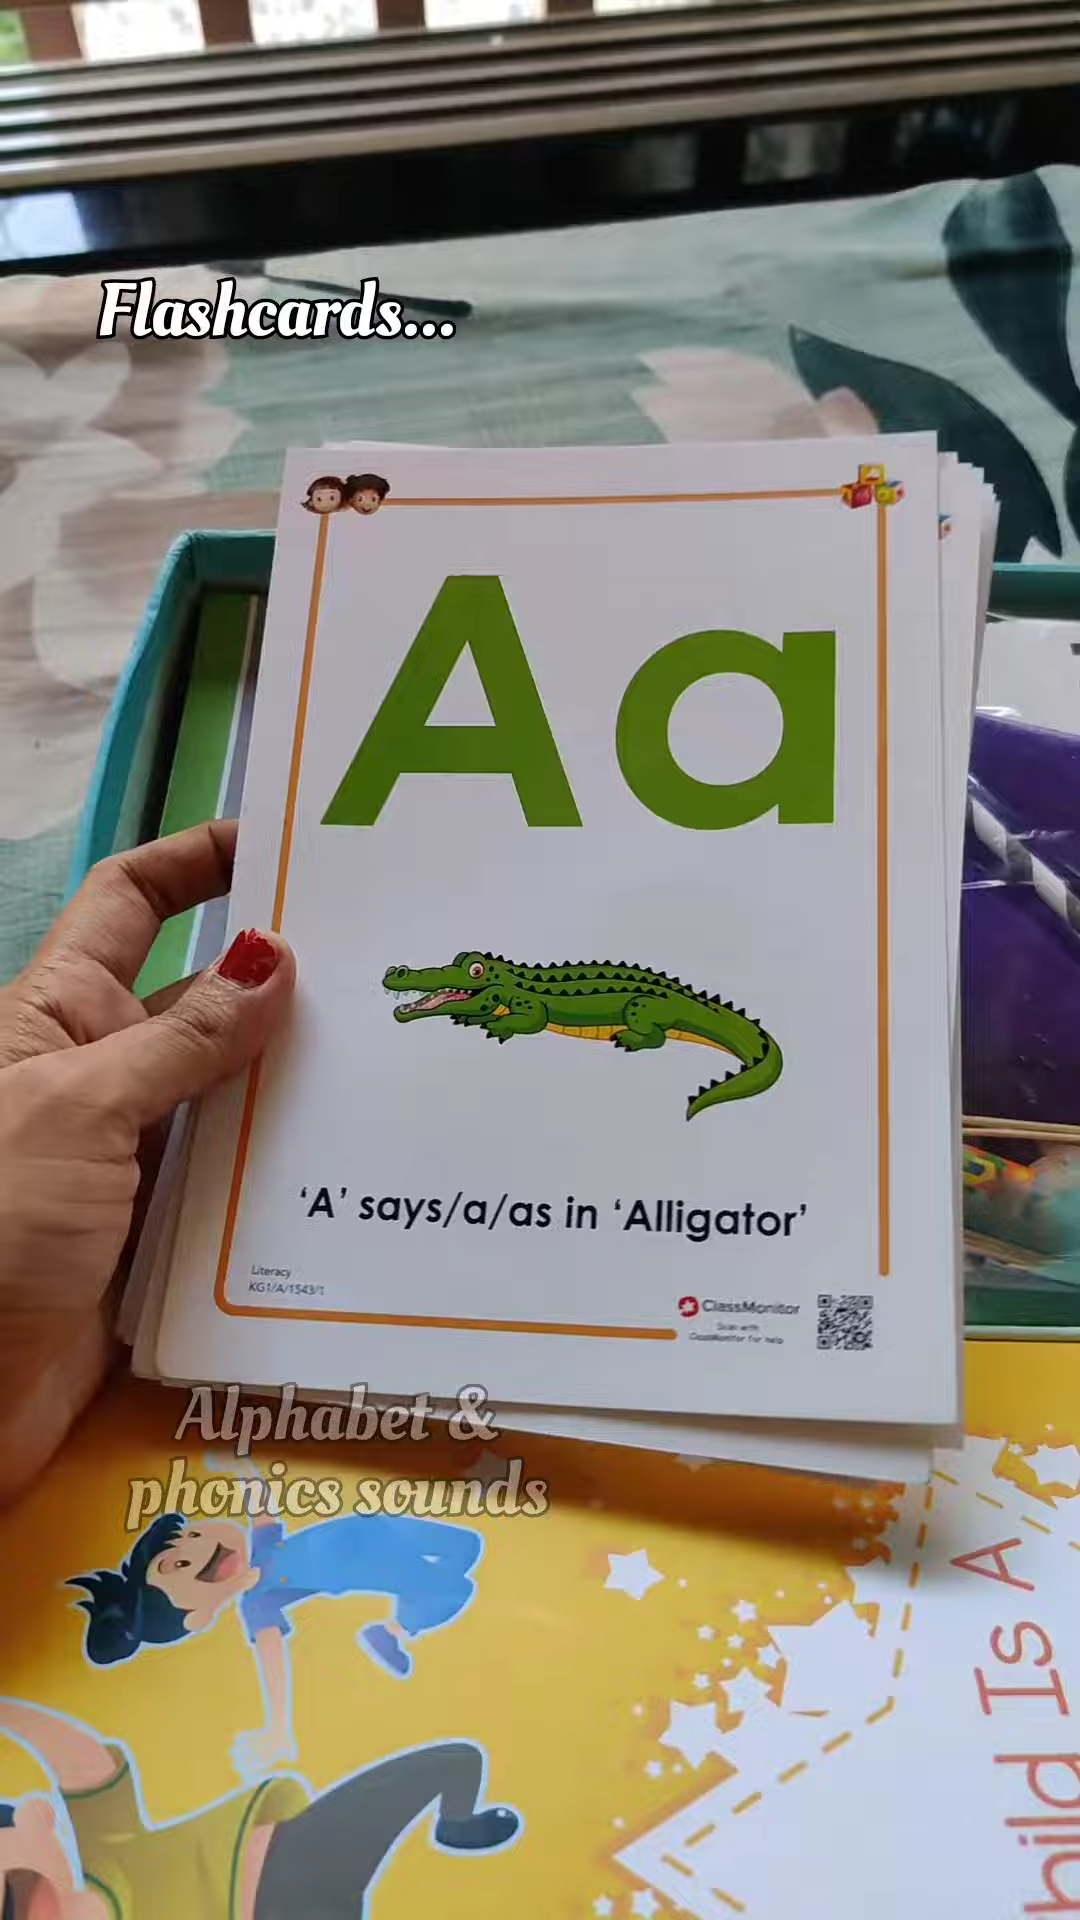 Flashcards...
Aa
'A' says/a/as in 'Alligator'
Literacy
KG1/A/1543/1
ClassMonitor
Scan with
ClassMonitor for help
Alphabet &
phonics sounds
Is A
hild